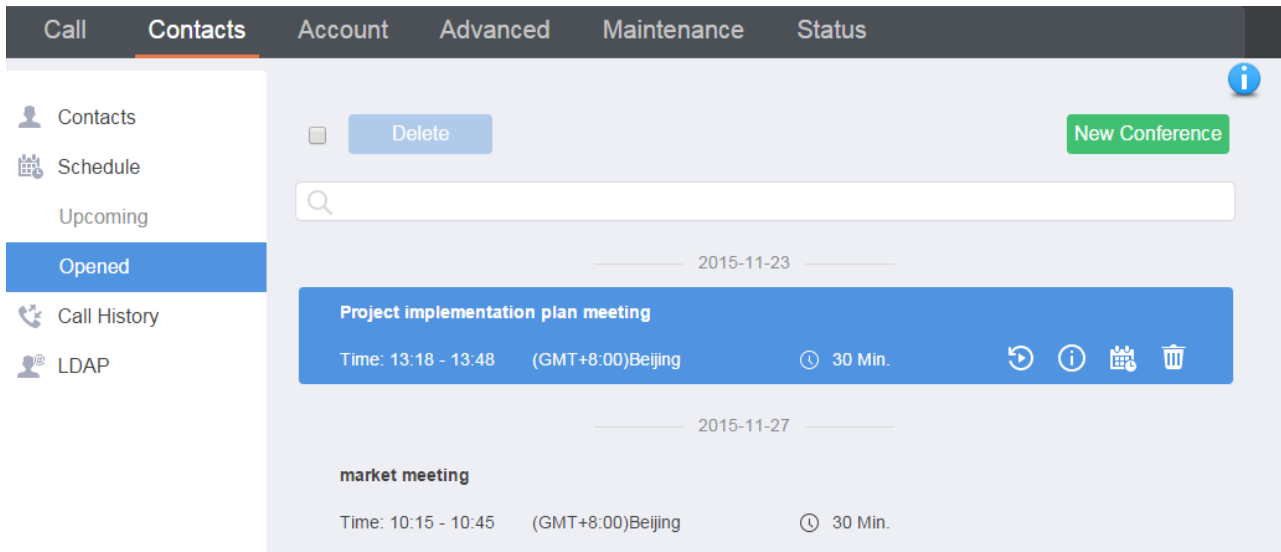 Call Contacts Account Advanced Maintenance Status
Contacts
Schedule
Upcoming
Opened
Call History
LDAP
Delete New Conference
2015-11-23
Project implementation plan meeting
Time: 13:18 - 13:48 (GMT+8:00)Beijing 30 Min.
2015-11-27
market meeting
Time: 10:15 - 10:45 (GMT+8:00)Beijing 30 Min.